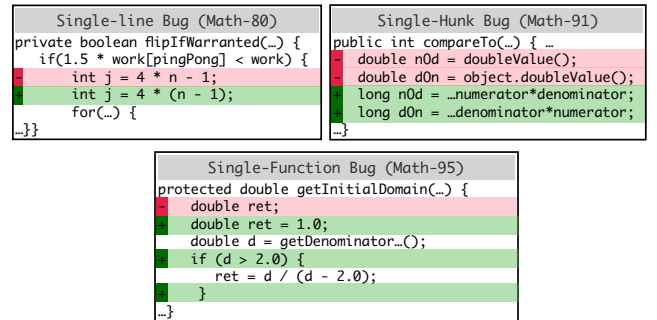 Single-line Bug (Math-80)
private boolean flipIfWarranted(…) {
if(1.5 * work[pingPong] < work) {
- int j = 4 * n - 1;
+ int j = 4 * (n - 1);
for(…) {
…}}
Single-Hunk Bug (Math-91)
public int compareTo(…) { …
- double nOd = doubleValue();
- double dOn = object.doubleValue();
+ long nOd = …numerator*denominator;
+ long dOn = …denominator*numerator;
…}
Single-Function Bug (Math-95)
protected double getInitialDomain(…) {
- double ret;
+ double ret = 1.0;
double d = getDenominator…();
+ if (d > 2.0) {
ret = d / (d - 2.0);
+ }
…}